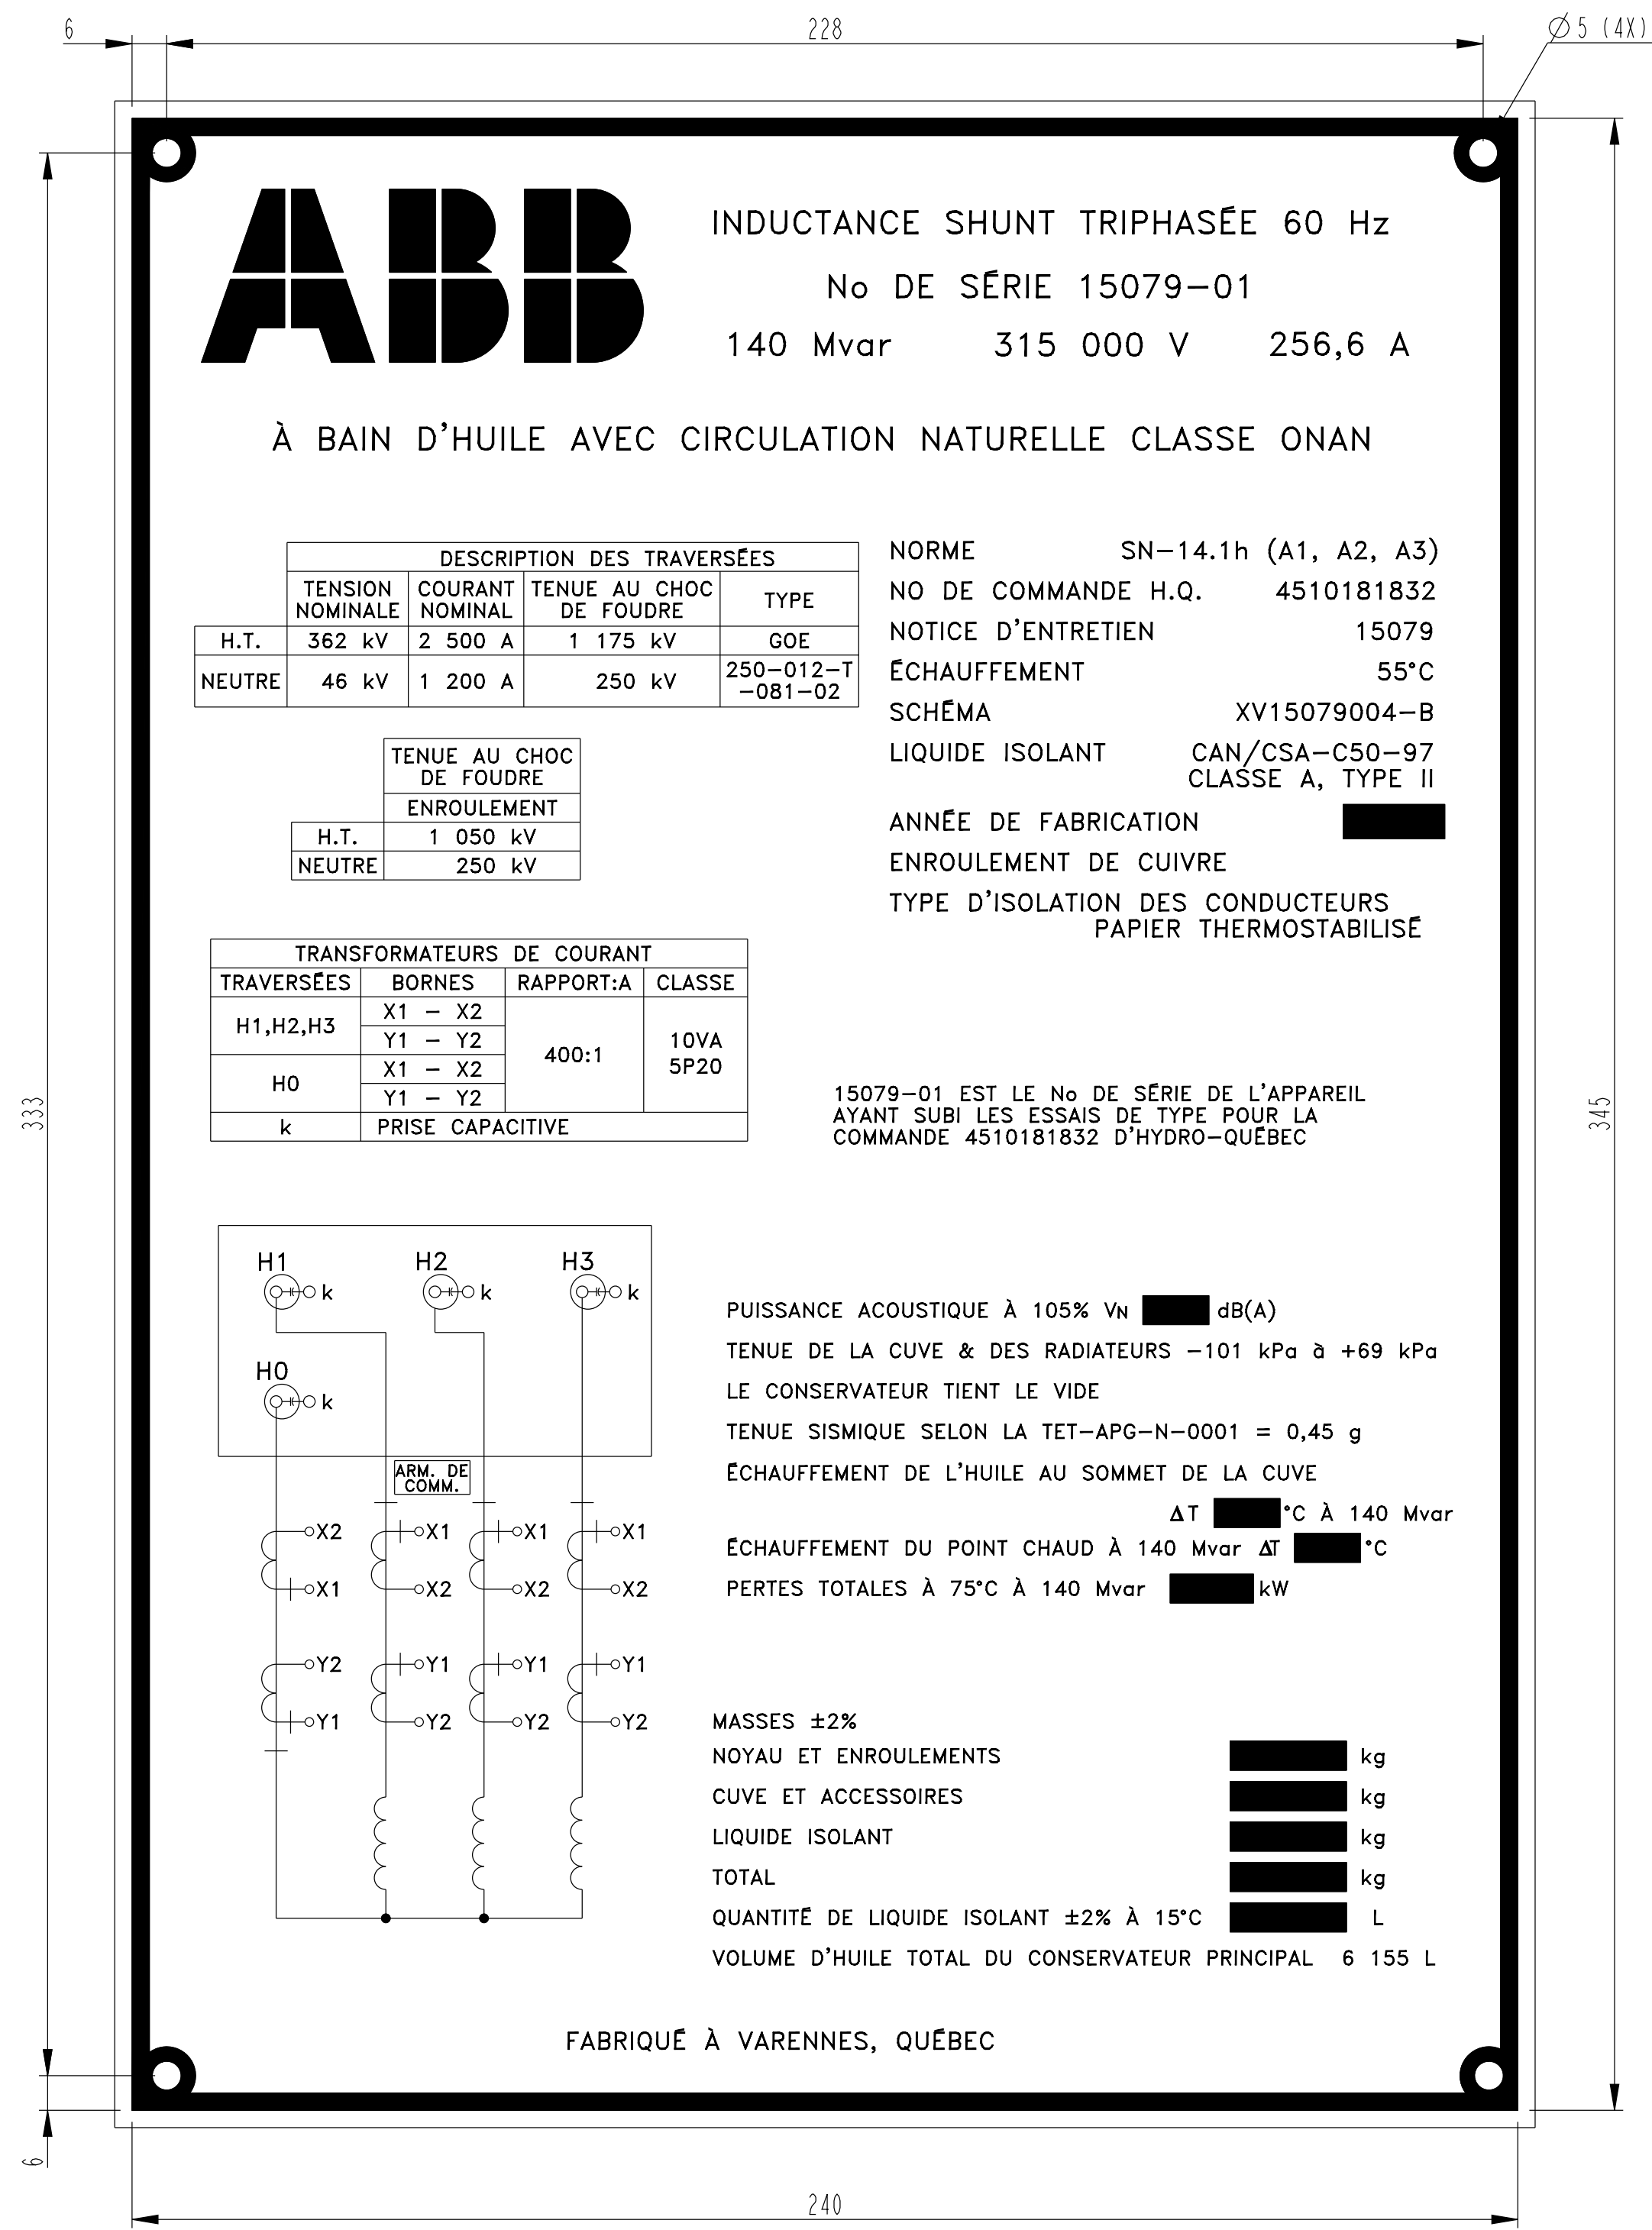 6
228
Ø5 (4X)
ABB
INDUCTANCE SHUNT TRIPHASÉE 60 Hz
No DE SÉRIE 15079-01
140 Mvar 315 000 V 256,6 A
À BAIN D'HUILE AVEC CIRCULATION NATURELLE CLASSE ONAN
DESCRIPTION DES TRAVERSÉES
TENSION NOMINALE COURANT NOMINAL TENUE AU CHOC DE FOUDRE TYPE
H.T. 362 kV 2 500 A 1 175 kV GOE
NEUTRE 46 kV 1 200 A 250 kV 250-012-T
-081-02
TENUE AU CHOC
DE FOUDRE
ENROULEMENT
H.T. 1 050 kV
NEUTRE 250 kV
NORME SN-14.1h (A1, A2, A3)
NO DE COMMANDE H.Q. 4510181832
NOTICE D'ENTRETIEN 15079
ÉCHAUFFEMENT 55°C
SCHÉMA XV15079004-B
LIQUIDE ISOLANT CAN/CSA-C50-97
CLASSE A, TYPE II
ANNÉE DE FABRICATION
ENROULEMENT DE CUIVRE
TYPE D'ISOLATION DES CONDUCTEURS
PAPIER THERMOSTABILISÉ
TRANSFORMATEURS DE COURANT
TRAVERSÉES BORNES RAPPORT:A CLASSE
H1,H2,H3 X1 - X2
Y1 - Y2
400:1 10VA
5P20
H0 X1 - X2
Y1 - Y2
k PRISE CAPACITIVE
15079-01 EST LE No DE SÉRIE DE L'APPAREIL
AYANT SUBI LES ESSAIS DE TYPE POUR LA
COMMANDE 4510181832 D'HYDRO-QUÉBEC
333
345
H1 H2 H3
k k k
H0
k
ARM. DE
COMM.
X2 X1 X1 X1
X1 X2 X2 X2
Y2 Y1 Y1 Y1
Y1 Y2 Y2 Y2
PUISSANCE ACOUSTIQUE À 105% VN dB(A)
TENUE DE LA CUVE & DES RADIATEURS -101 kPa à +69 kPa
LE CONSERVATEUR TIENT LE VIDE
TENUE SISMIQUE SELON LA TET-APG-N-0001 = 0,45 g
ÉCHAUFFEMENT DE L'HUILE AU SOMMET DE LA CUVE
ΔT °C À 140 Mvar
ÉCHAUFFEMENT DU POINT CHAUD À 140 Mvar ΔT °C
PERTES TOTALES À 75°C À 140 Mvar kW
MASSES ±2%
NOYAU ET ENROULEMENTS kg
CUVE ET ACCESSOIRES kg
LIQUIDE ISOLANT kg
TOTAL kg
QUANTITÉ DE LIQUIDE ISOLANT ±2% À 15°C L
VOLUME D'HUILE TOTAL DU CONSERVATEUR PRINCIPAL 6 155 L
FABRIQUÉ À VARENNES, QUÉBEC
6
240